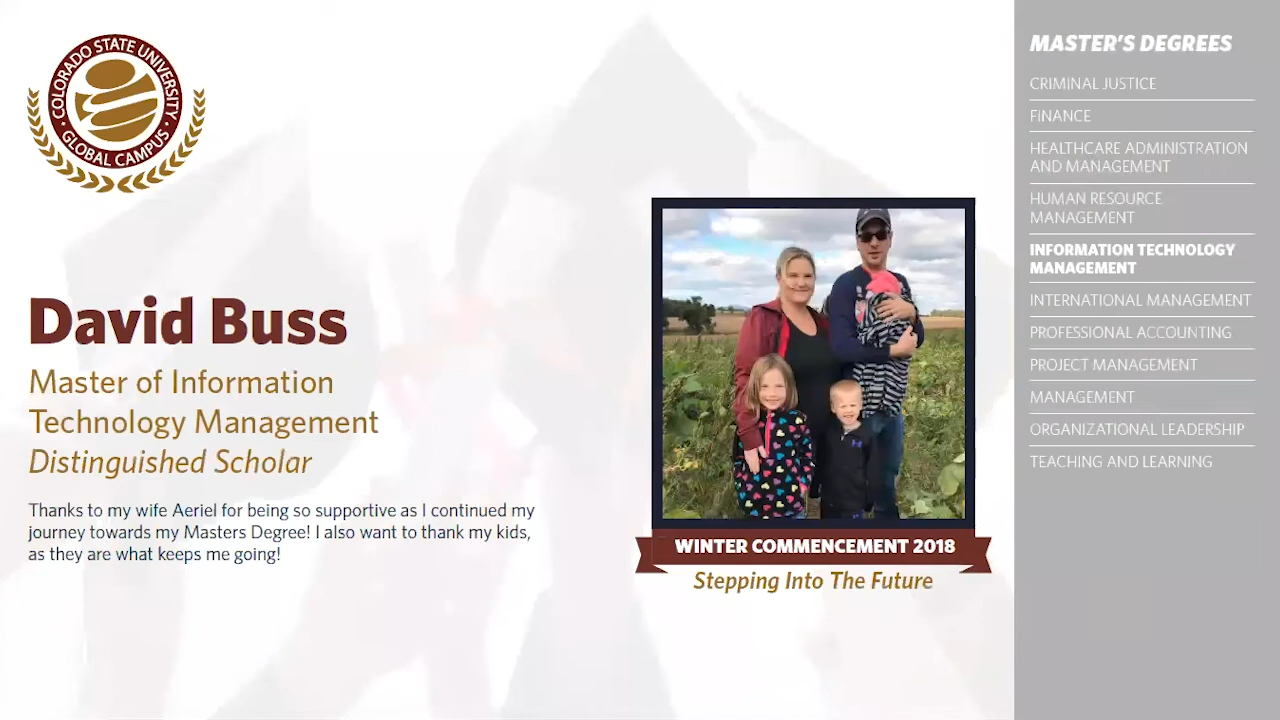 COLORADO STATE UNIVERSITY
· GLOBAL CAMPUS ·
David Buss
Master of Information
Technology Management
Distinguished Scholar
Thanks to my wife Aeriel for being so supportive as I continued my
journey towards my Masters Degree! I also want to thank my kids,
as they are what keeps me going!
WINTER COMMENCEMENT 2018
Stepping Into The Future
MASTER'S DEGREES
CRIMINAL JUSTICE
FINANCE
HEALTHCARE ADMINISTRATION
AND MANAGEMENT
HUMAN RESOURCE
MANAGEMENT
INFORMATION TECHNOLOGY
MANAGEMENT
INTERNATIONAL MANAGEMENT
PROFESSIONAL ACCOUNTING
PROJECT MANAGEMENT
MANAGEMENT
ORGANIZATIONAL LEADERSHIP
TEACHING AND LEARNING